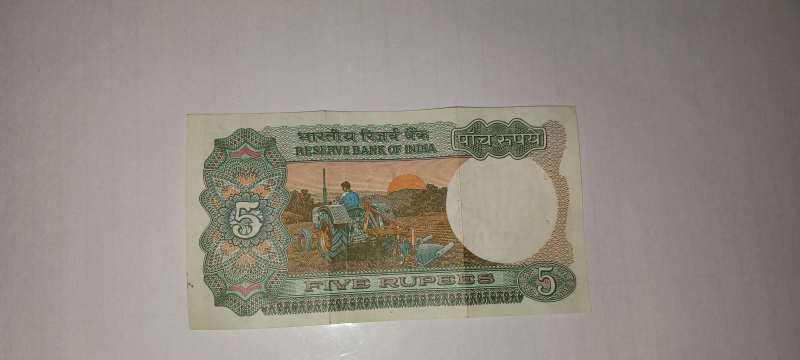 भारतीय रिज़र्व बैंक
RESERVE BANK OF INDIA
पांच रुपये
5
FIVE RUPEES
5